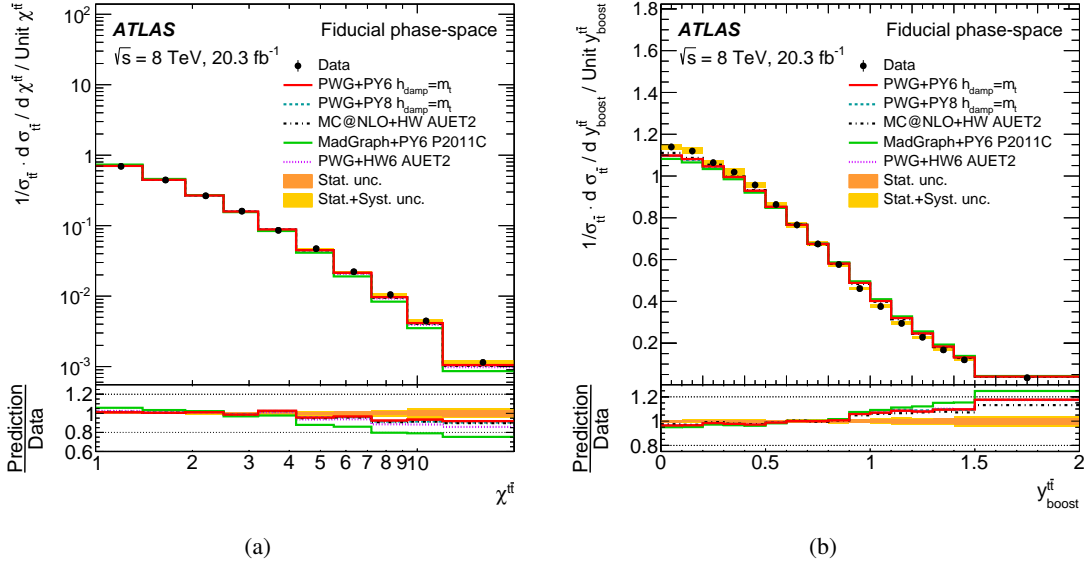 ATLAS Fiducial phase-space
√s = 8 TeV, 20.3 fb⁻¹
Data
PWG+PY6 h_damp=m_t
PWG+PY8 h_damp=m_t
MC@NLO+HW AUET2
MadGraph+PY6 P2011C
PWG+HW6 AUET2
Stat. unc.
Stat.+Syst. unc.
1/σ_tt̄ · d σ_tt̄ / d χ^tt̄ / Unit χ^tt̄
10²
10
1
10⁻¹
10⁻²
10⁻³
Prediction
Data
1.2
1
0.8
0.6
1 2 3 4 5 6 7 8 9 10
χ^tt̄
(a)
ATLAS Fiducial phase-space
√s = 8 TeV, 20.3 fb⁻¹
Data
PWG+PY6 h_damp=m_t
PWG+PY8 h_damp=m_t
MC@NLO+HW AUET2
MadGraph+PY6 P2011C
PWG+HW6 AUET2
Stat. unc.
Stat.+Syst. unc.
1/σ_tt̄ · d σ_tt̄ / d y_boost^tt̄ / Unit y_boost^tt̄
1.8
1.6
1.4
1.2
1.0
0.8
0.6
0.4
0.2
0.0
Prediction
Data
1.2
1
0.8
0 0.5 1 1.5 2
y_boost^tt̄
(b)